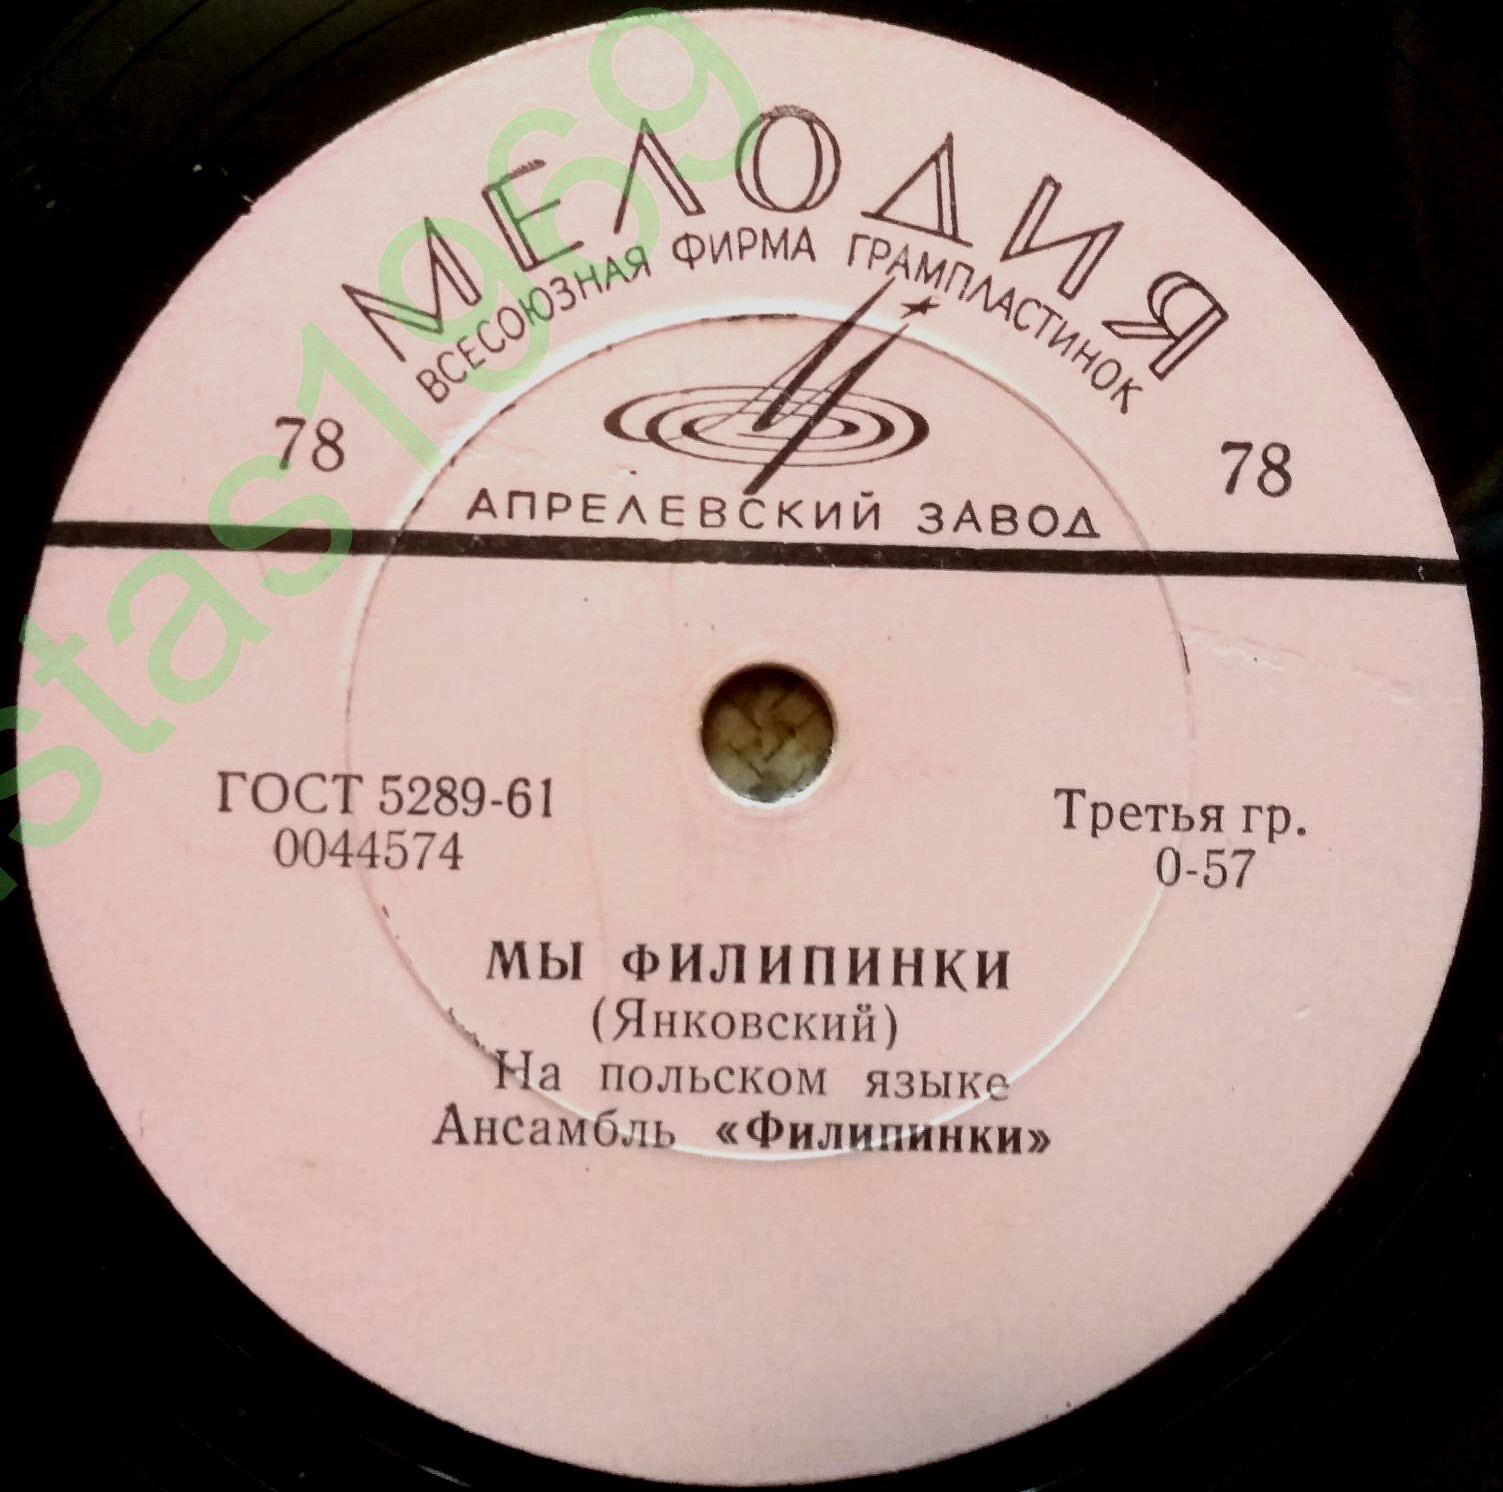 МЕЛОДИЯ
ВСЕСОЮЗНАЯ ФИРМА ГРАМПЛАСТИНОК
78
78
АПРЕЛЕВСКИЙ ЗАВОД
ГОСТ 5289-61
0044574
Третья гр.
0-57
МЫ ФИЛИПИНКИ
(Янковский)
На польском языке
Ансамбль «Филипинки»
stas1969